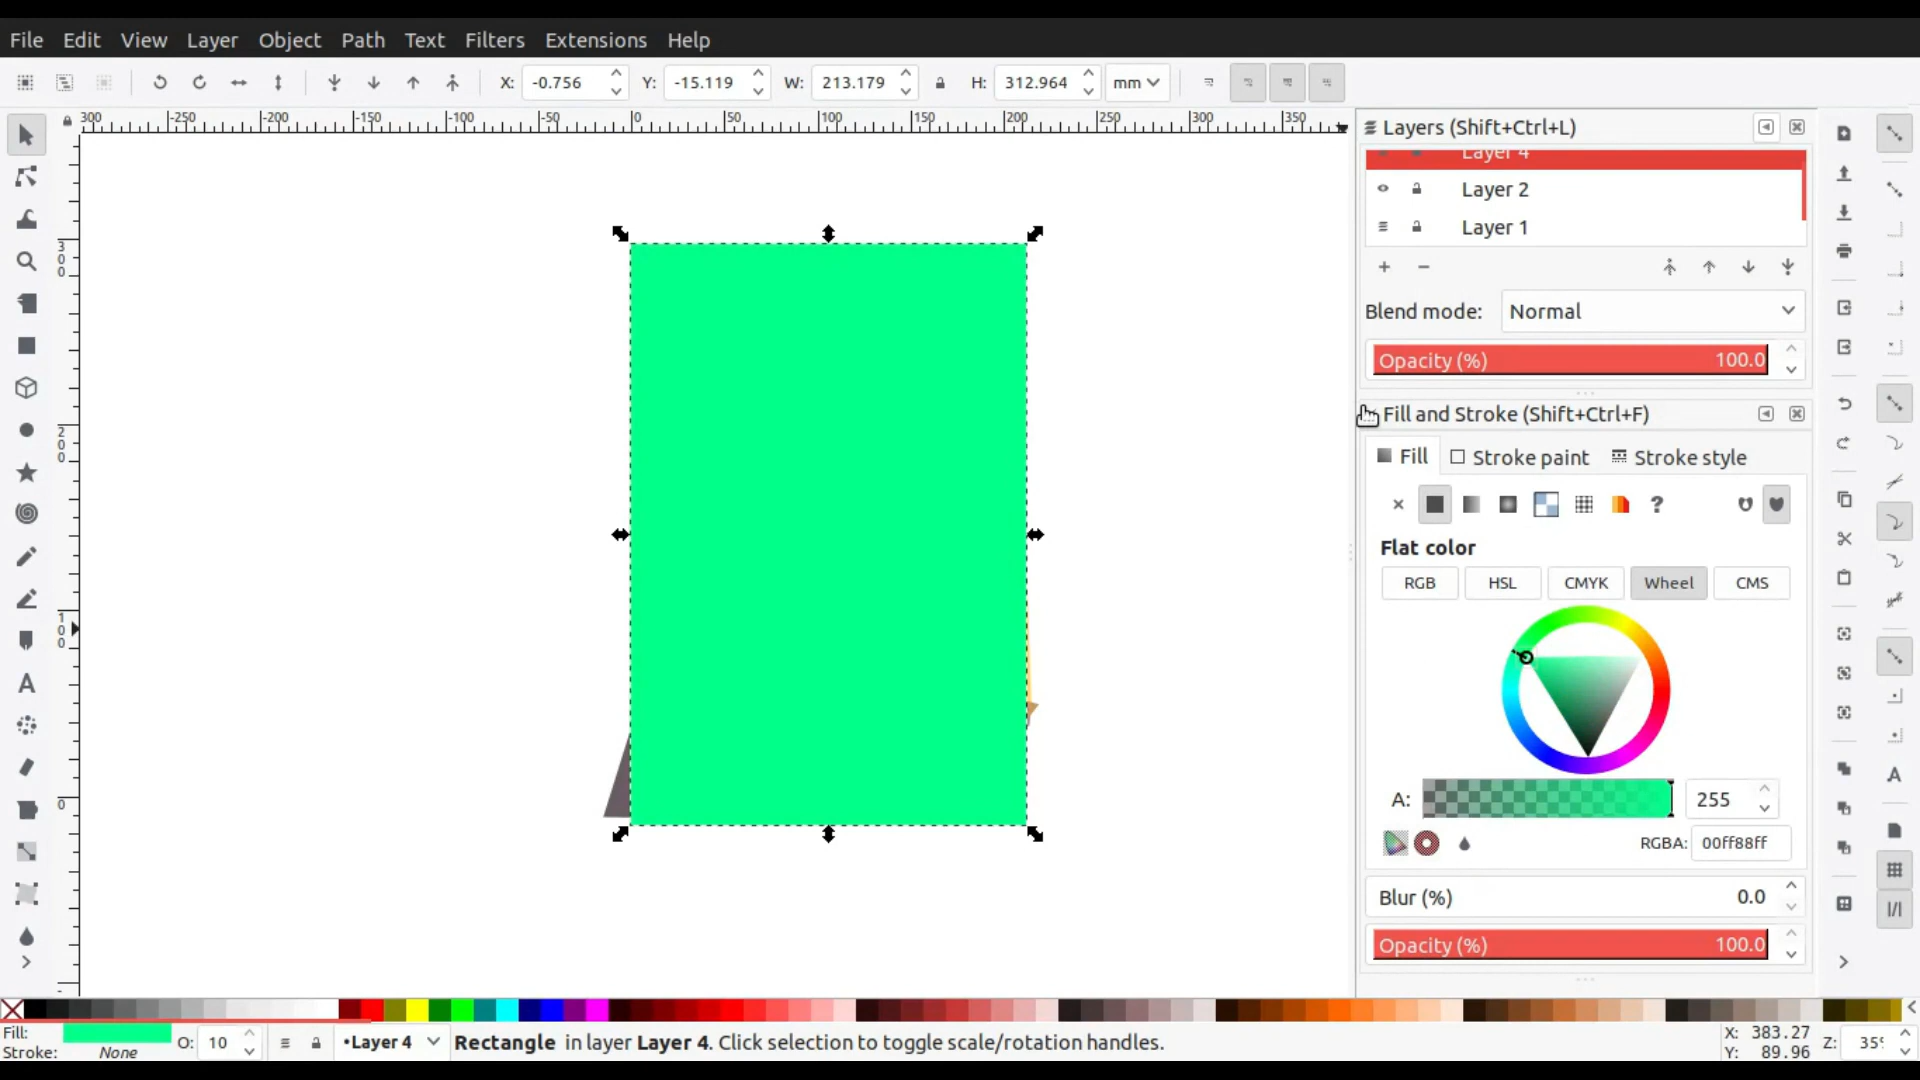 File Edit View Layer Object Path Text Filters Extensions Help
X: -0.756 Y: -15.119 W: 213.179 H: 312.964 mm
300 -250 -200 -150 -100 -50 0 50 100 150 200 250 300 350
300
200
100
0
Layers (Shift+Ctrl+L)
Layer 4
Layer 2
Layer 1
Blend mode: Normal
Opacity (%) 100.0
Fill and Stroke (Shift+Ctrl+F)
Fill Stroke paint Stroke style
Flat color
RGB HSL CMYK Wheel CMS
A: 255
RGBA: 00ff88ff
Blur (%) 0.0
Opacity (%) 100.0
Fill:
Stroke: None
O: 10
•Layer 4
Rectangle in layer Layer 4. Click selection to toggle scale/rotation handles.
X: 383.27
Y: 89.96
Z: 35